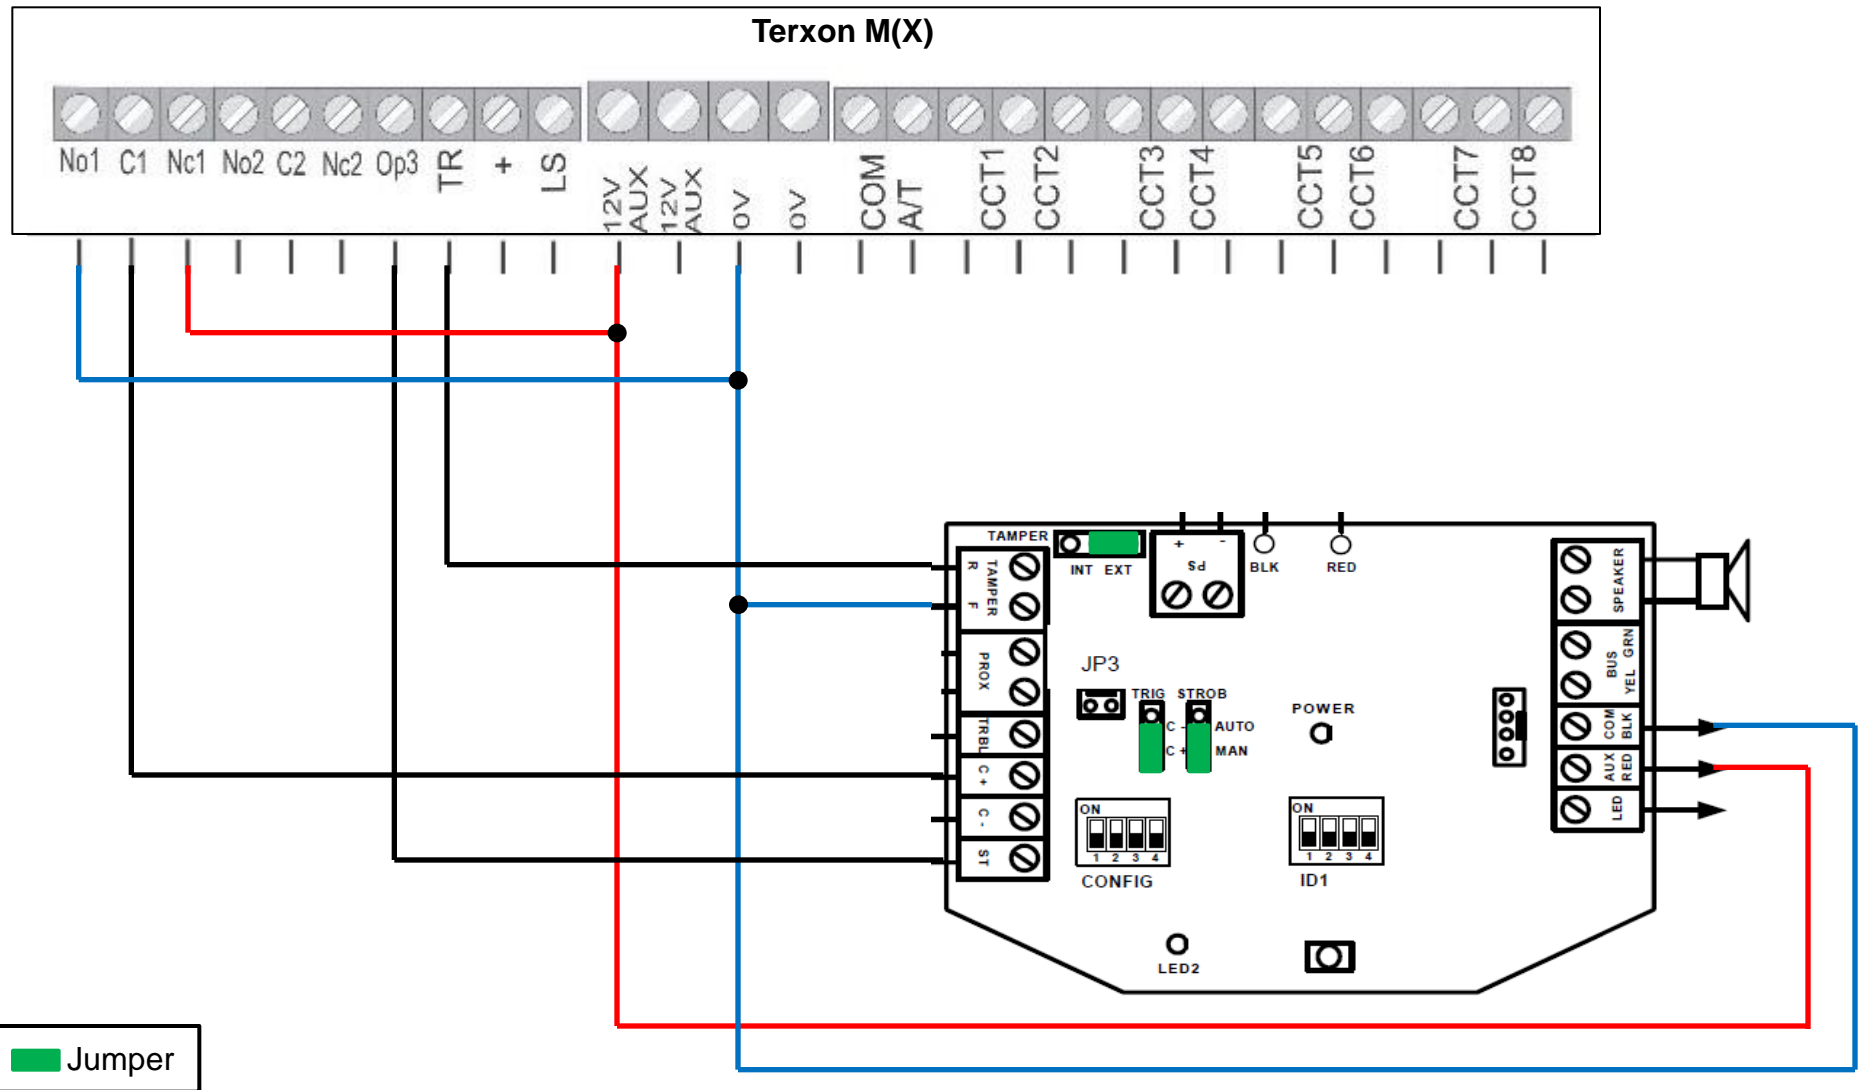 Terxon M(X)
No1 C1 Nc1 No2 C2 Nc2 Op3 TR + LS
12V AUX 12V AUX 0V 0V
COM A/T CCT1 CCT2 CCT3 CCT4 CCT5 CCT6 CCT7 CCT8
TAMPER
INT EXT
+ -
PS
BLK
RED
R
F
TAMPER
PROX
TRBL
C +
C -
ST
JP3
TRIG STROB
C - AUTO
C + MAN
POWER
ON
1 2 3 4
CONFIG
ON
1 2 3 4
ID1
LED2
SPEAKER
BUS
YEL GRN
COM
BLK
AUX
RED
LED
Jumper